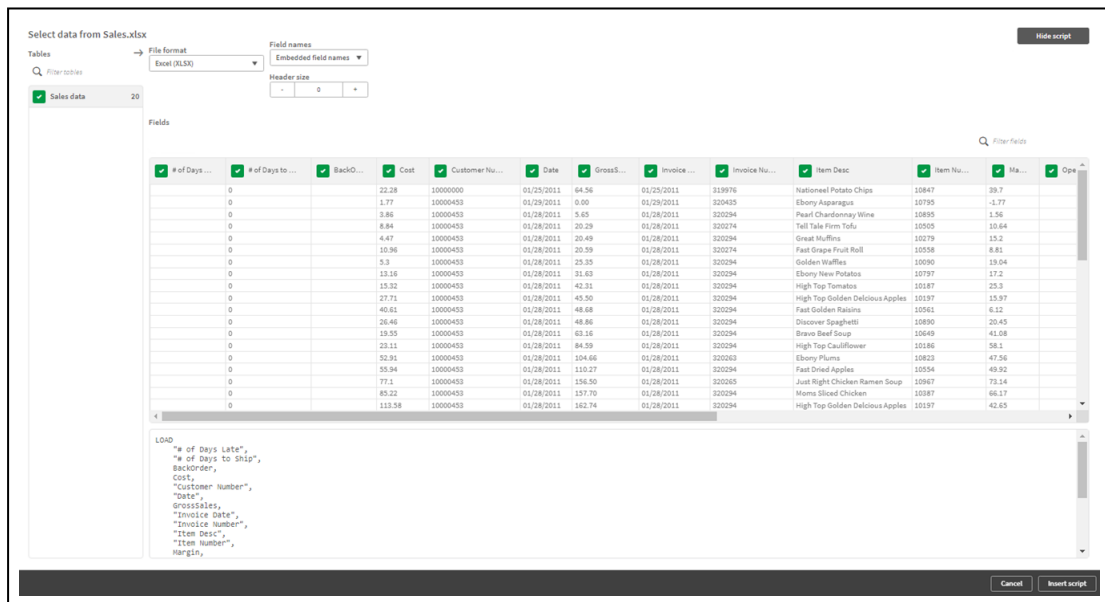 Select data from Sales.xlsx
Hide script
Tables
Filter tables
Sales data 20
File format
Excel (XLSX)
Field names
Embedded field names
Header size
- 0 +
Fields
Filter fields
# of Days ... # of Days to ... BackO... Cost Customer Nu... Date GrossS... Invoice ... Invoice Nu... Item Desc Item Nu... Ma... Ope
0 22.28 10000000 01/25/2011 64.56 01/25/2011 319976 Nationeel Potato Chips 10847 39.7
0 1.77 10000453 01/29/2011 0.00 01/29/2011 320435 Ebony Asparagus 10795 -1.77
0 3.86 10000453 01/28/2011 5.65 01/28/2011 320294 Pearl Chardonnay Wine 10895 1.56
0 8.84 10000453 01/28/2011 20.29 01/28/2011 320274 Tell Tale Firm Tofu 10505 10.64
0 4.47 10000453 01/28/2011 20.49 01/28/2011 320294 Great Muffins 10279 15.2
0 10.96 10000453 01/28/2011 20.59 01/28/2011 320274 Fast Grape Fruit Roll 10558 8.81
0 5.3 10000453 01/28/2011 25.35 01/28/2011 320294 Golden Waffles 10090 19.04
0 13.16 10000453 01/28/2011 31.63 01/28/2011 320294 Ebony New Potatos 10797 17.2
0 15.32 10000453 01/28/2011 42.31 01/28/2011 320294 High Top Tomatos 10187 25.3
0 27.71 10000453 01/28/2011 45.50 01/28/2011 320294 High Top Golden Delcious Apples 10197 15.97
0 40.61 10000453 01/28/2011 48.68 01/28/2011 320294 Fast Golden Raisins 10561 6.12
0 26.46 10000453 01/28/2011 48.86 01/28/2011 320294 Discover Spaghetti 10890 20.45
0 19.55 10000453 01/28/2011 63.16 01/28/2011 320294 Bravo Beef Soup 10649 41.08
0 23.11 10000453 01/28/2011 84.59 01/28/2011 320294 High Top Cauliflower 10186 58.1
0 52.91 10000453 01/28/2011 104.66 01/28/2011 320263 Ebony Plums 10823 47.56
0 55.94 10000453 01/28/2011 110.27 01/28/2011 320294 Fast Dried Apples 10554 49.92
0 77.1 10000453 01/28/2011 156.50 01/28/2011 320265 Just Right Chicken Ramen Soup 10967 73.14
0 85.22 10000453 01/28/2011 157.70 01/28/2011 320294 Moms Sliced Chicken 10387 66.17
0 113.58 10000453 01/28/2011 162.74 01/28/2011 320294 High Top Golden Delcious Apples 10197 42.65
LOAD
"# of Days Late",
"# of Days to Ship",
BackOrder,
Cost,
"Customer Number",
"Date",
GrossSales,
"Invoice Date",
"Invoice Number",
"Item Desc",
"Item Number",
Margin,
Cancel
Insert script